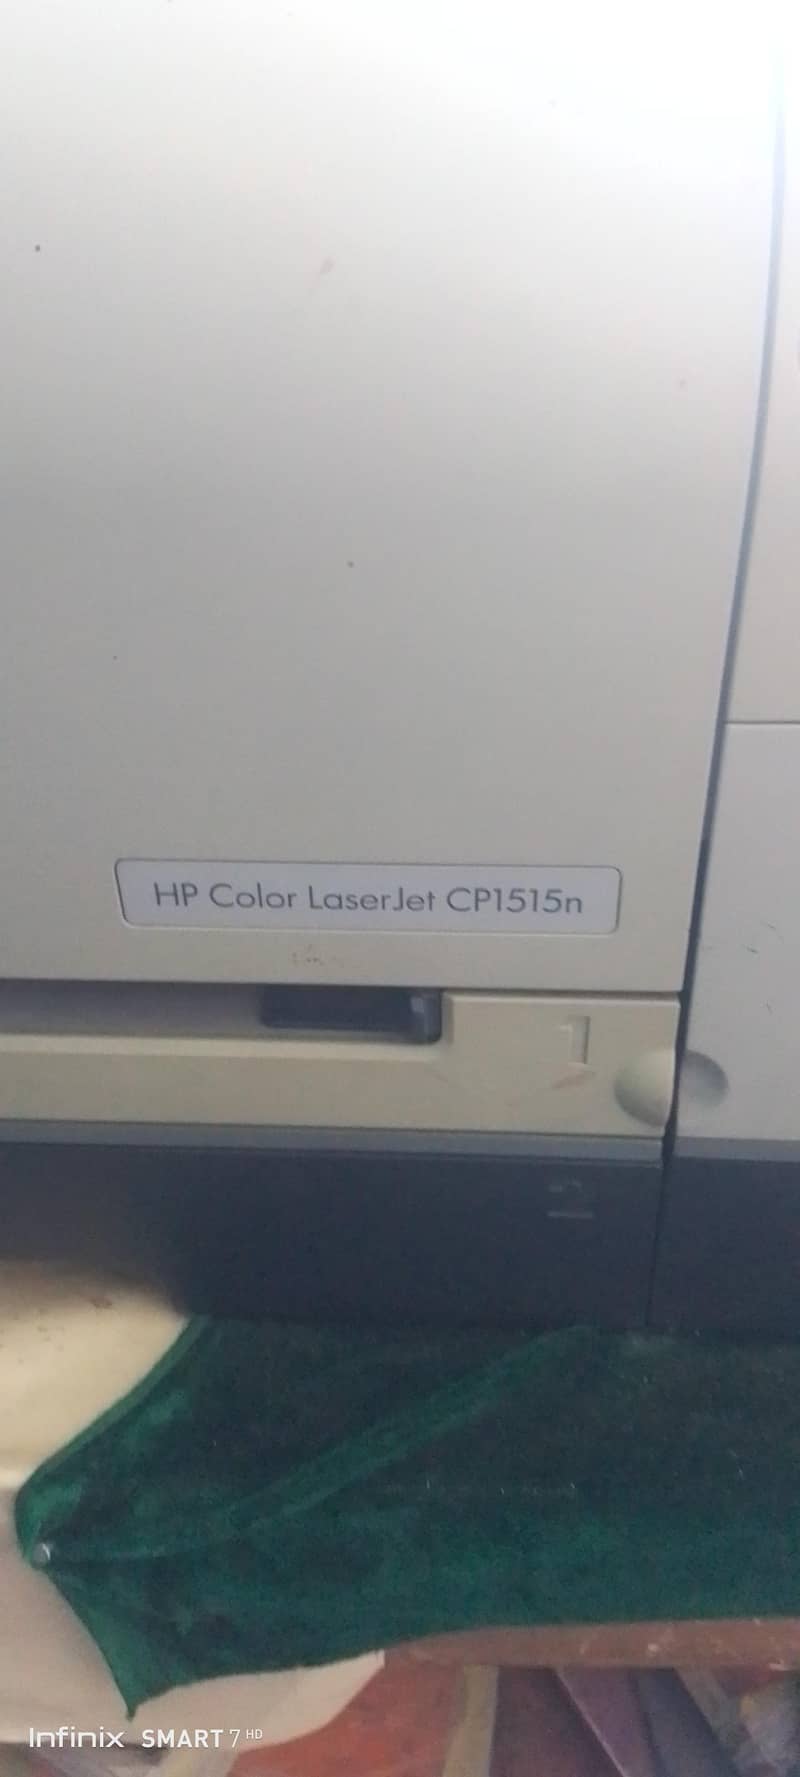 HP Color LaserJet CP1515n
1
2
Infinix SMART 7 HD